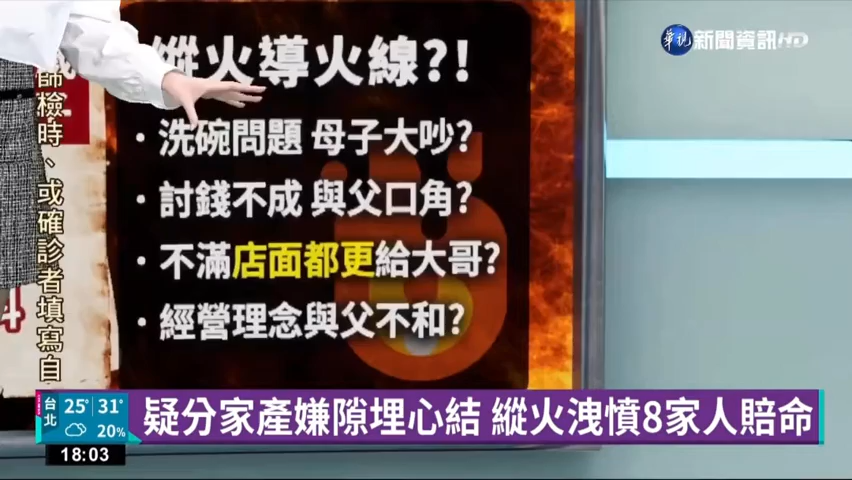 華視新聞資訊HD
縱火導火線?!
·洗碗問題 母子大吵?
·討錢不成 與父口角?
·不滿店面都更給大哥?
·經營理念與父不和?
師檢時、或確診者填寫自
4
台北
25° 31°
20%
18:03
疑分家產嫌隙埋心結 縱火洩憤8家人賠命